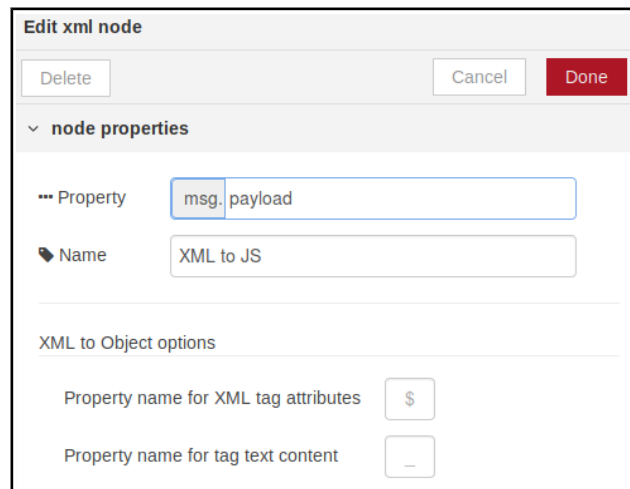 Edit xml node
Delete Cancel Done
node properties
Property msg. payload
Name XML to JS
XML to Object options
Property name for XML tag attributes $
Property name for tag text content _